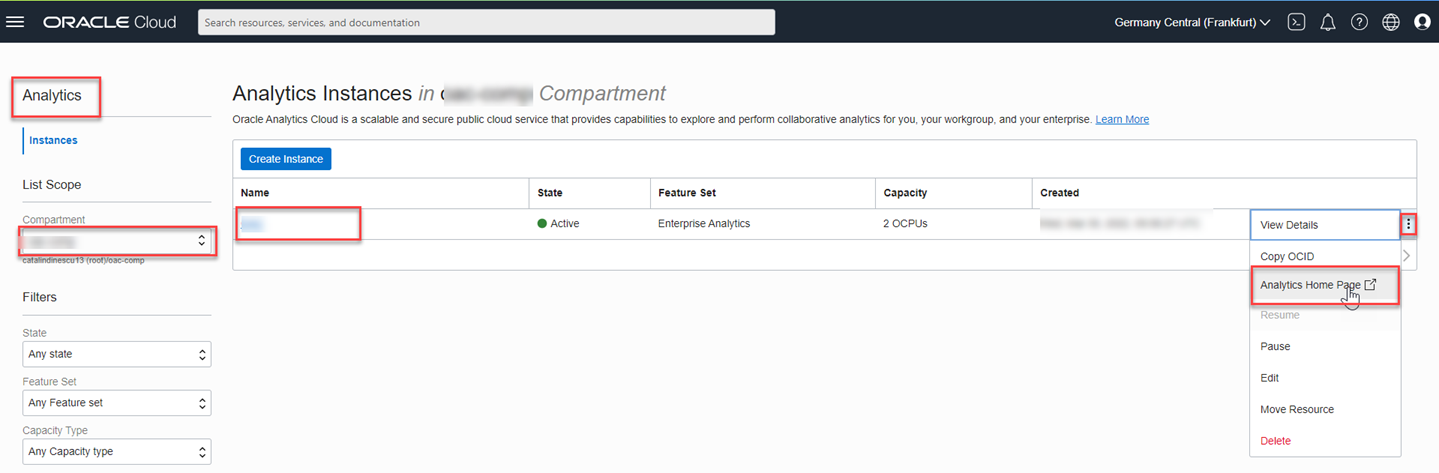 ORACLE Cloud
Search resources, services, and documentation
Germany Central (Frankfurt)
Analytics
Instances
List Scope
Compartment
catalindinescu13 (root)/oac-comp
Filters
State
Any state
Feature Set
Any Feature set
Capacity Type
Any Capacity type
Analytics Instances in Compartment
Oracle Analytics Cloud is a scalable and secure public cloud service that provides capabilities to explore and perform collaborative analytics for you, your workgroup, and your enterprise. Learn More
Create Instance
Name State Feature Set Capacity Created
Active Enterprise Analytics 2 OCPUs
View Details
Copy OCID
Analytics Home Page
Resume
Pause
Edit
Move Resource
Delete